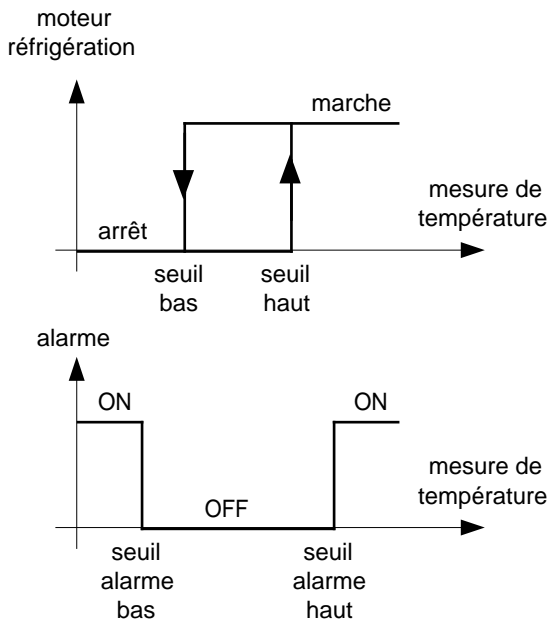 moteur
réfrigération
marche
mesure de
température
arrêt
seuil
bas
seuil
haut
alarme
ON
ON
mesure de
température
OFF
seuil
alarme
bas
seuil
alarme
haut